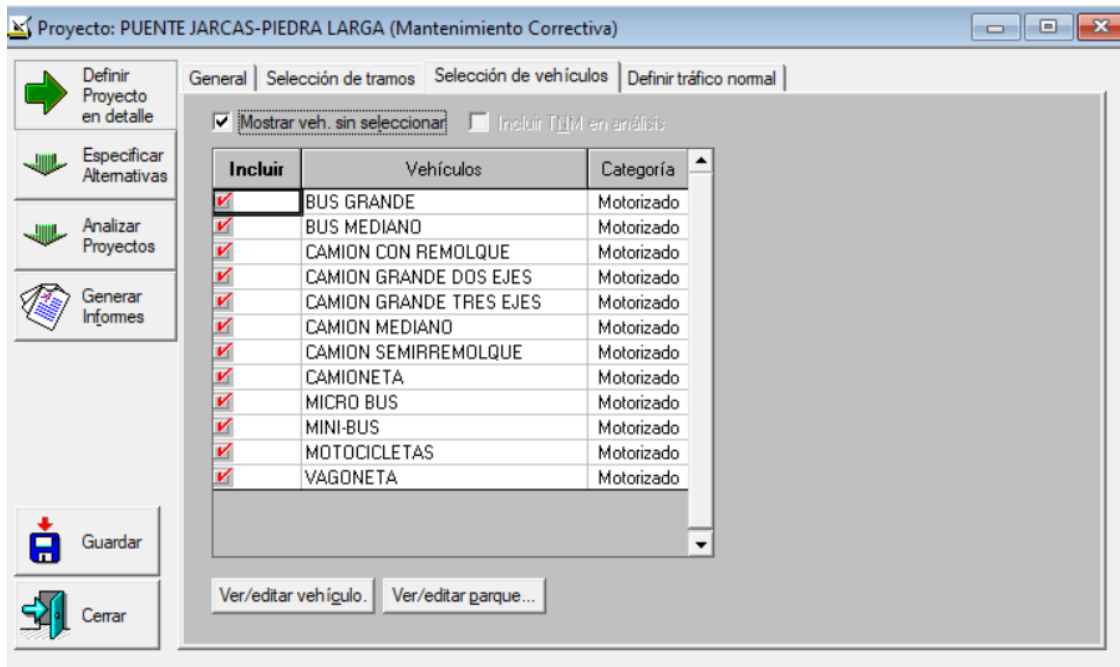 Proyecto: PUENTE JARCAS-PIEDRA LARGA (Mantenimiento Correctiva)
Definir
Proyecto
en detalle
Especificar
Alternativas
Analizar
Proyectos
Generar
Informes
Guardar
Cerrar
General Selección de tramos Selección de vehículos Definir tráfico normal
Mostrar veh. sin seleccionar Incluir TNM en análisis
Incluir Vehículos Categoría
BUS GRANDE Motorizado
BUS MEDIANO Motorizado
CAMION CON REMOLQUE Motorizado
CAMION GRANDE DOS EJES Motorizado
CAMION GRANDE TRES EJES Motorizado
CAMION MEDIANO Motorizado
CAMION SEMIRREMOLQUE Motorizado
CAMIONETA Motorizado
MICRO BUS Motorizado
MINI-BUS Motorizado
MOTOCICLETAS Motorizado
VAGONETA Motorizado
Ver/editar vehículo. Ver/editar parque...